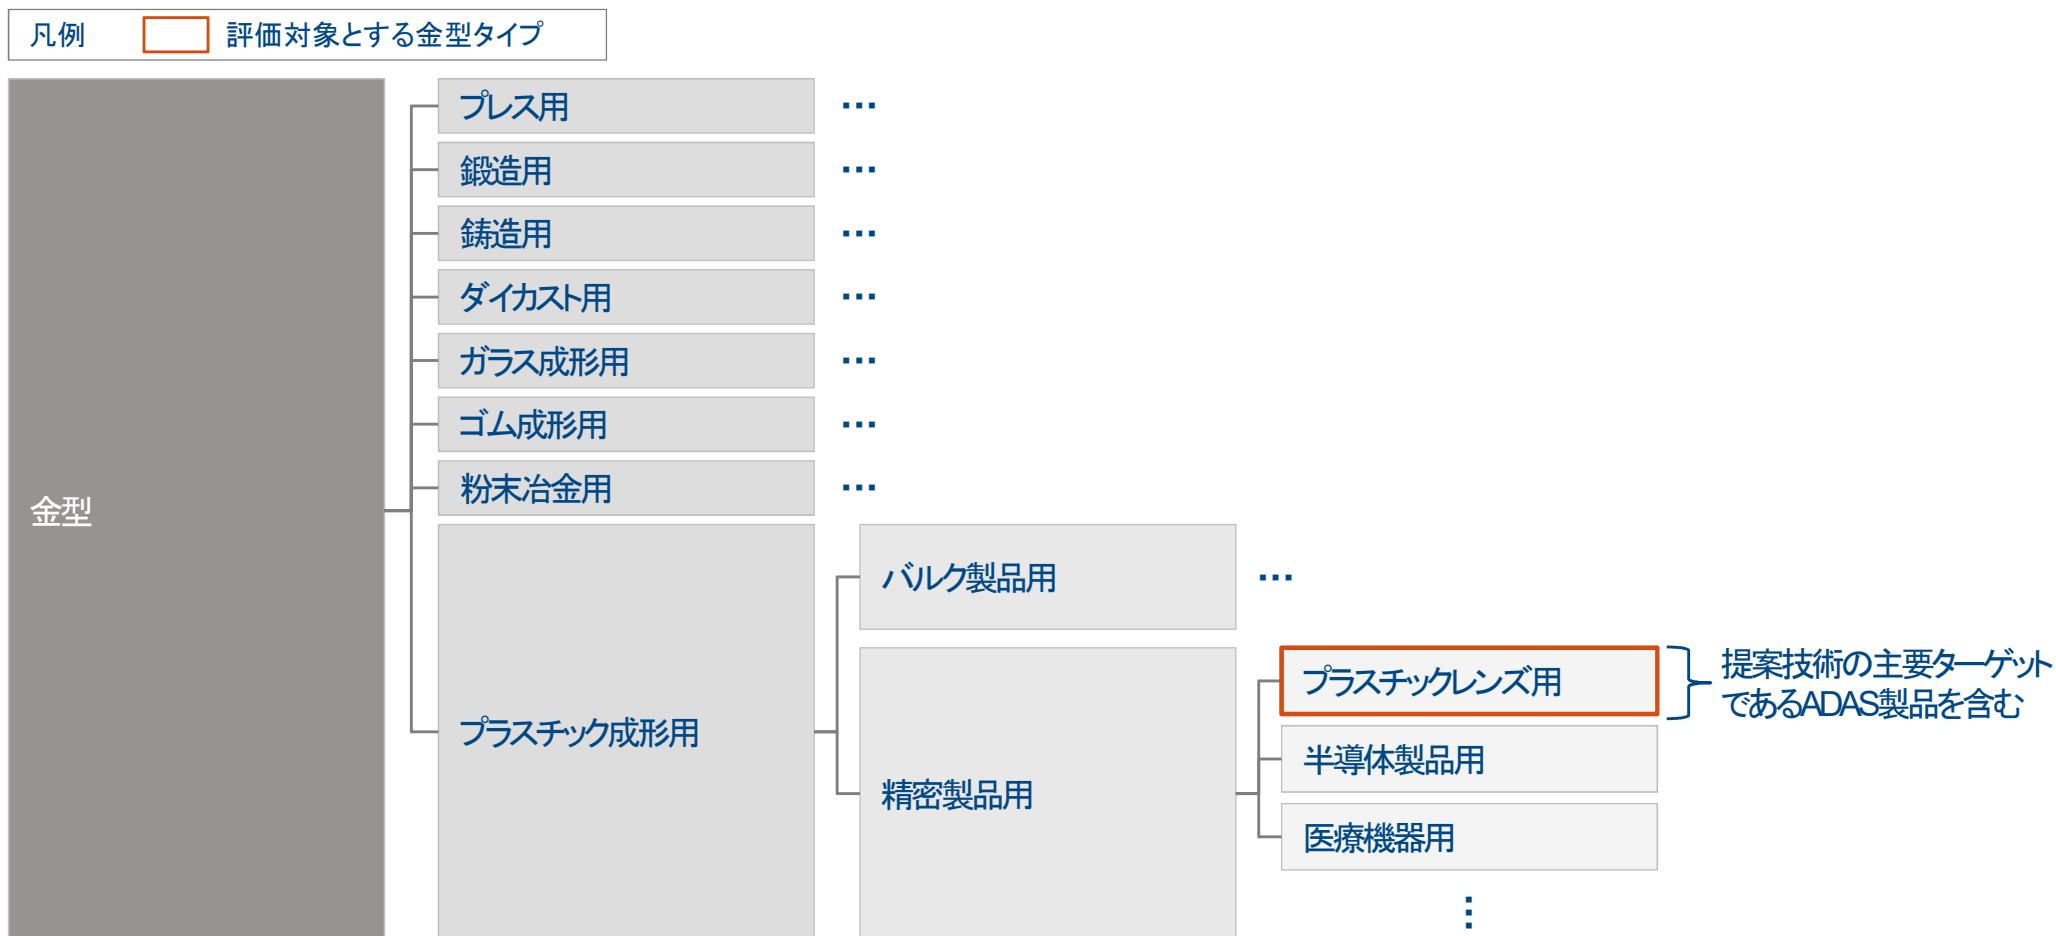 凡例
評価対象とする金型タイプ
金型
プレス用
…
鍛造用
…
鋳造用
…
ダイカスト用
…
ガラス成形用
…
ゴム成形用
…
粉末冶金用
…
プラスチック成形用
バルク製品用
…
精密製品用
プラスチックレンズ用
提案技術の主要ターゲット
であるADAS製品を含む
半導体製品用
医療機器用
⋮